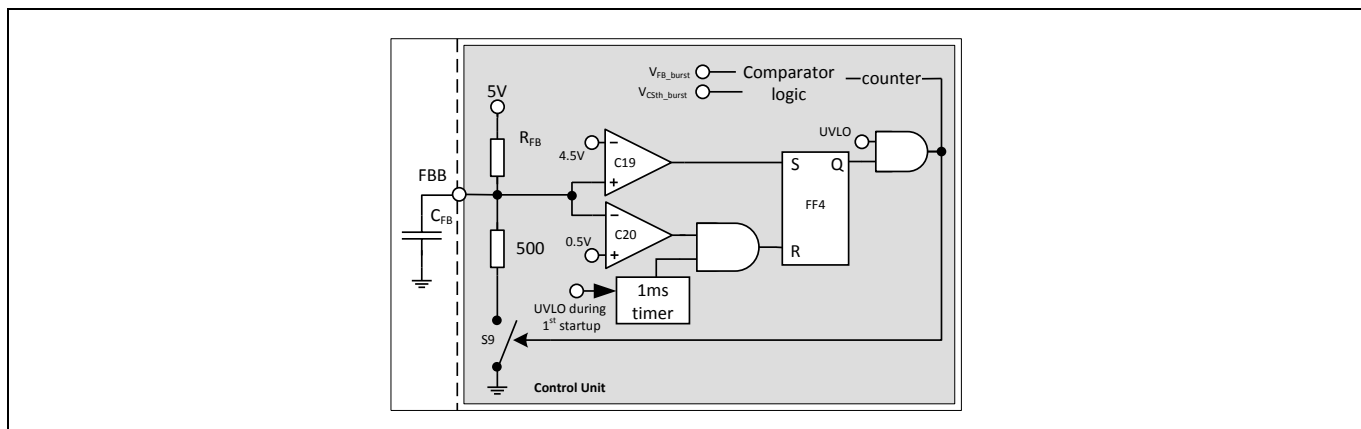 V_FB_burst
Comparator
logic
counter
V_CSth_burst
5V
R_FB
UVLO
4.5V
−
C19
+
S
Q
FBB
FF4
C_FB
−
C20
0.5V
+
R
500
1ms
timer
UVLO during
1st startup
S9
Control Unit